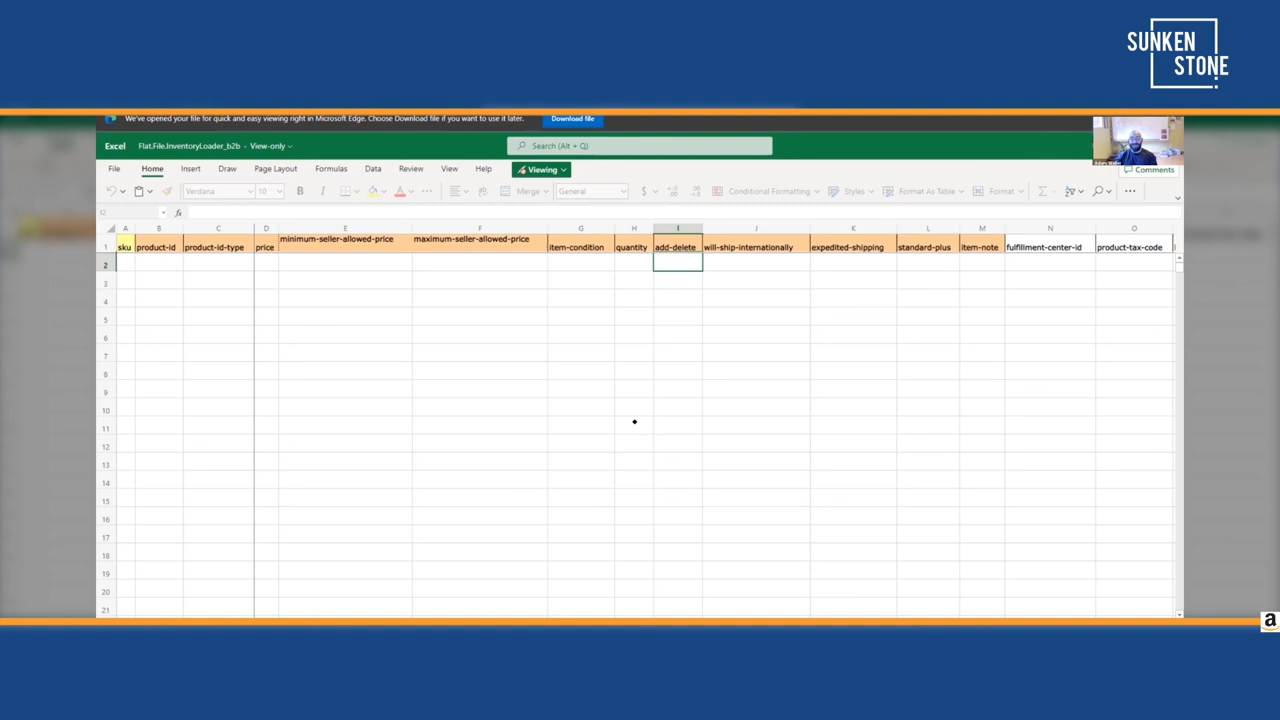 SUNKEN
STONE
We've opened your file for quick and easy viewing right in Microsoft Edge. Choose Download file if you want to use it later. Download file
Excel Flat.File.InventoryLoader_b2b - View-only Search (Alt + Q)
File Home Insert Draw Page Layout Formulas Data Review View Help Viewing Comments
Verdana 10 B I A Merge General $ Conditional Formatting Styles Format As Table Format
I2 fx
A B C D E F G H I J K L M N O
1 sku product-id product-id-type price minimum-seller-allowed-price maximum-seller-allowed-price item-condition quantity add-delete will-ship-internationally expedited-shipping standard-plus item-note fulfillment-center-id product-tax-code
2
3
4
5
6
7
8
9
10
11
12
13
14
15
16
17
18
19
20
21
a